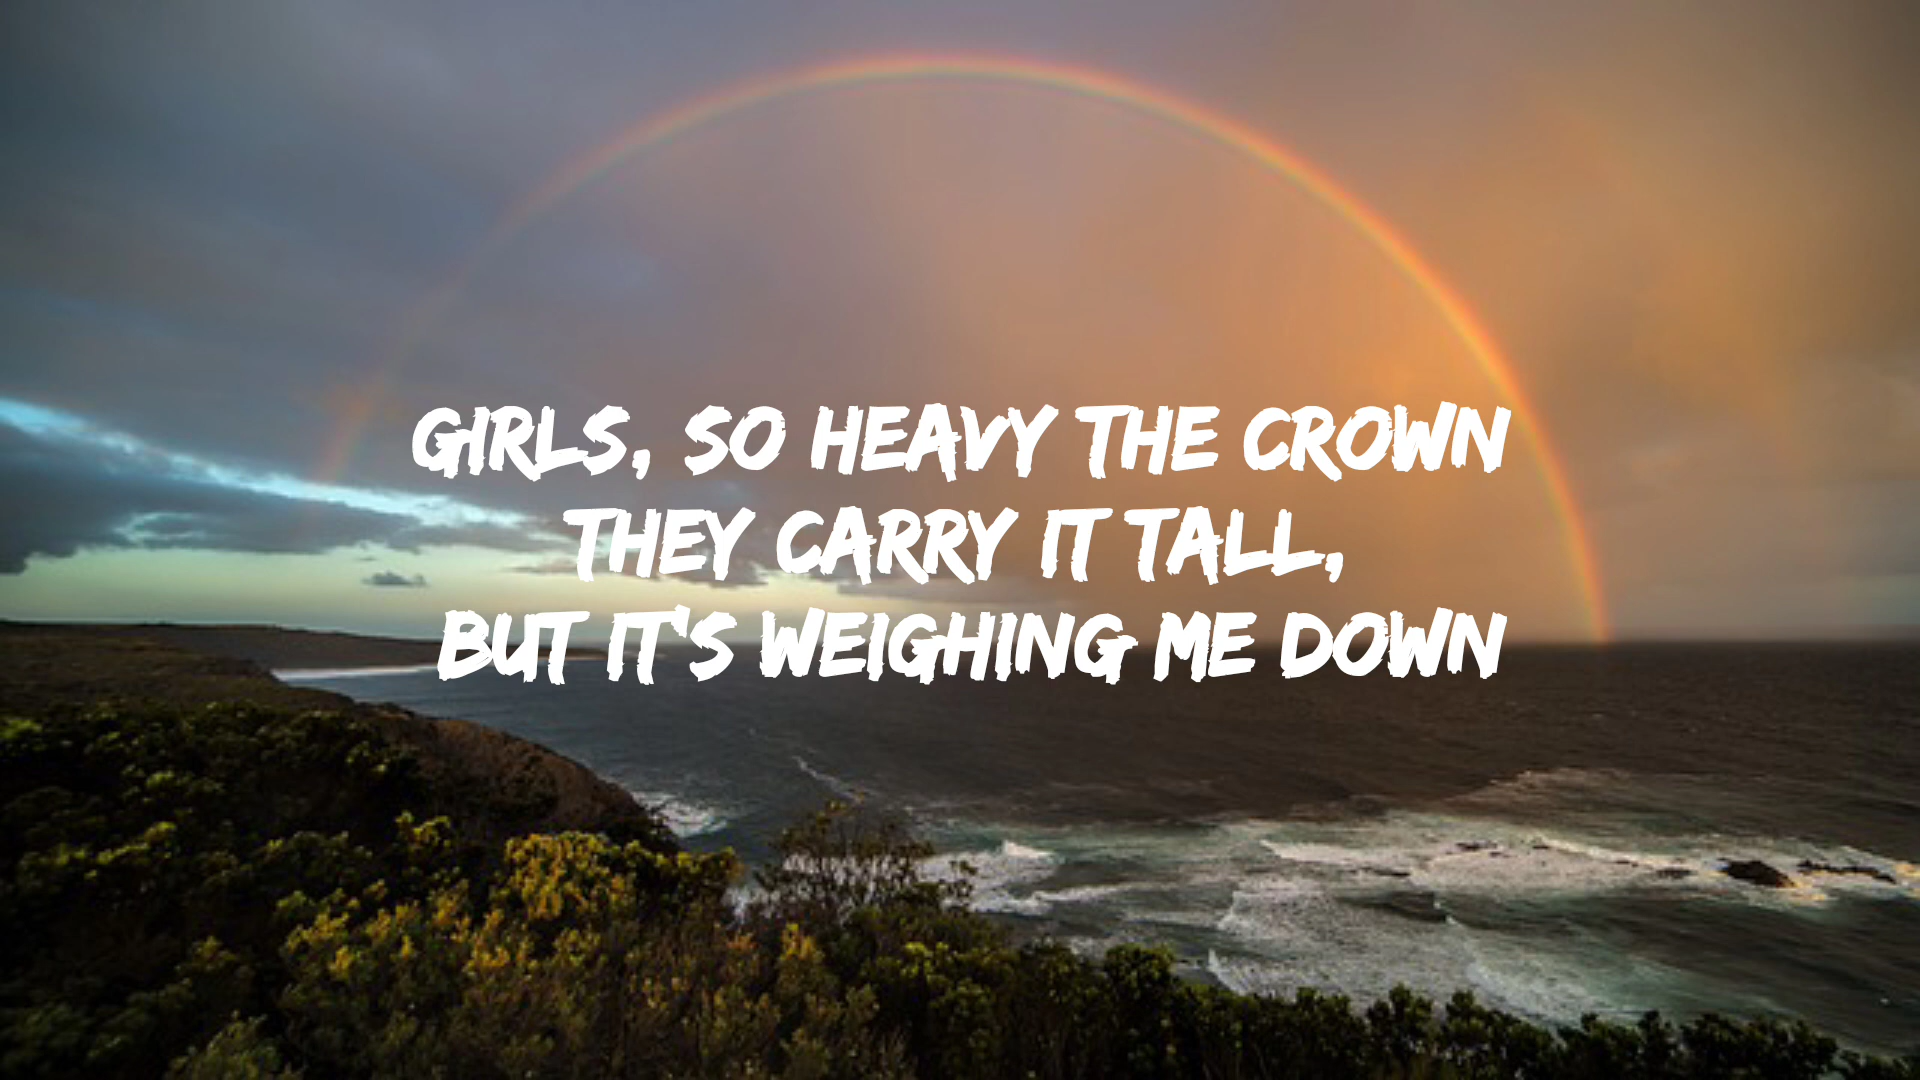 GIRLS, SO HEAVY THE CROWN
THEY CARRY IT TALL,
BUT IT'S WEIGHING ME DOWN